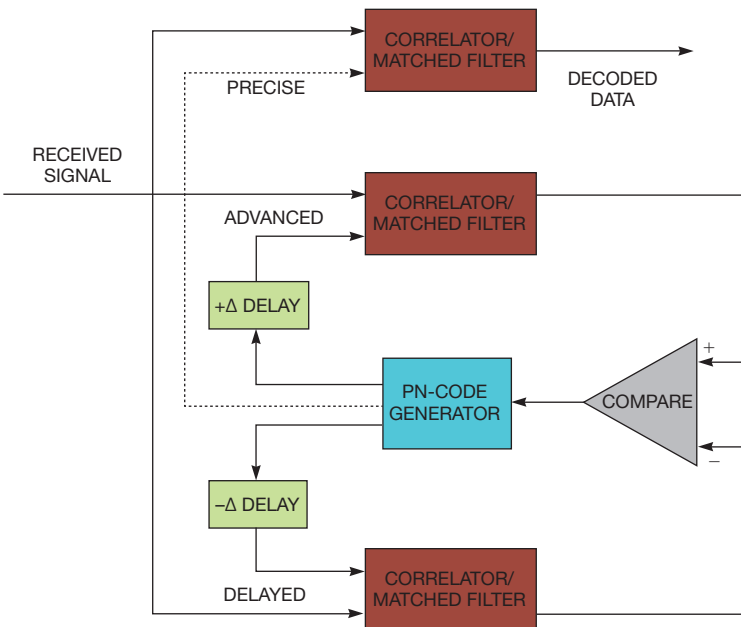 CORRELATOR/
MATCHED FILTER
PRECISE
DECODED
DATA
RECEIVED
SIGNAL
CORRELATOR/
MATCHED FILTER
ADVANCED
+Δ DELAY
+
PN-CODE
GENERATOR
COMPARE
–
–Δ DELAY
CORRELATOR/
MATCHED FILTER
DELAYED